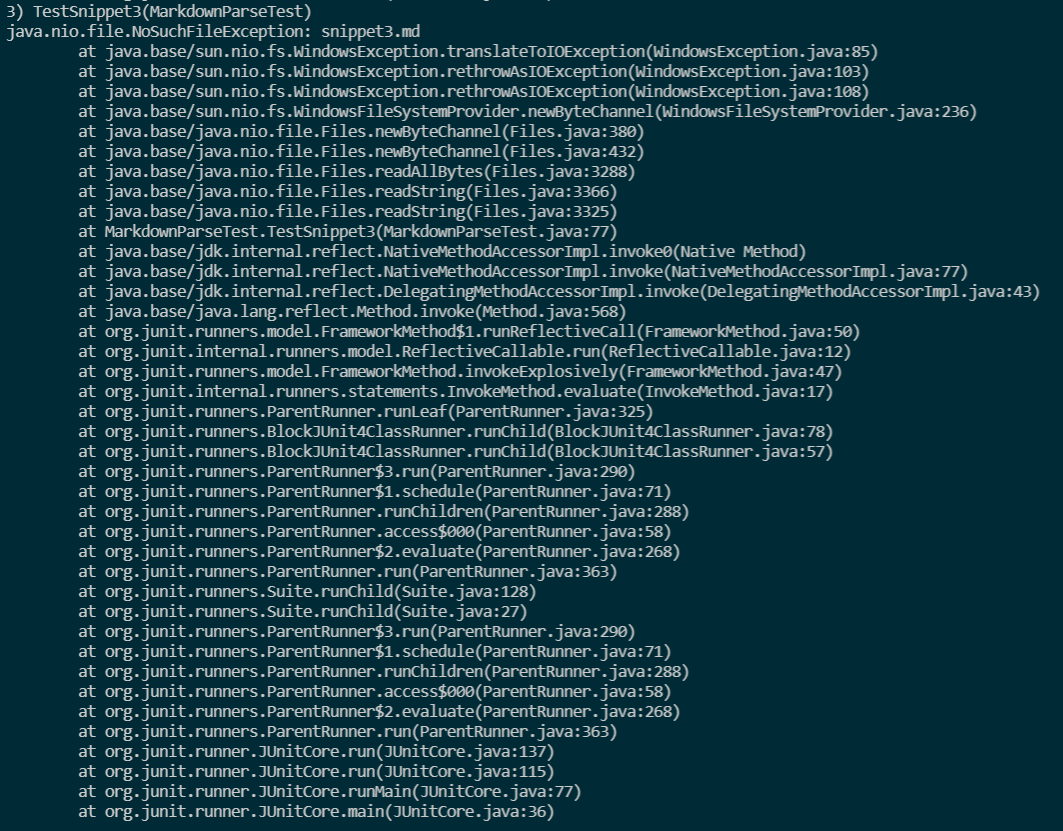 3) TestSnippet3(MarkdownParseTest)
java.nio.file.NoSuchFileException: snippet3.md
        at java.base/sun.nio.fs.WindowsException.translateToIOException(WindowsException.java:85)
        at java.base/sun.nio.fs.WindowsException.rethrowAsIOException(WindowsException.java:103)
        at java.base/sun.nio.fs.WindowsException.rethrowAsIOException(WindowsException.java:108)
        at java.base/sun.nio.fs.WindowsFileSystemProvider.newByteChannel(WindowsFileSystemProvider.java:236)
        at java.base/java.nio.file.Files.newByteChannel(Files.java:380)
        at java.base/java.nio.file.Files.newByteChannel(Files.java:432)
        at java.base/java.nio.file.Files.readAllBytes(Files.java:3288)
        at java.base/java.nio.file.Files.readString(Files.java:3366)
        at java.base/java.nio.file.Files.readString(Files.java:3325)
        at MarkdownParseTest.TestSnippet3(MarkdownParseTest.java:77)
        at java.base/jdk.internal.reflect.NativeMethodAccessorImpl.invoke0(Native Method)
        at java.base/jdk.internal.reflect.NativeMethodAccessorImpl.invoke(NativeMethodAccessorImpl.java:77)
        at java.base/jdk.internal.reflect.DelegatingMethodAccessorImpl.invoke(DelegatingMethodAccessorImpl.java:43)
        at java.base/java.lang.reflect.Method.invoke(Method.java:568)
        at org.junit.runners.model.FrameworkMethod$1.runReflectiveCall(FrameworkMethod.java:50)
        at org.junit.internal.runners.model.ReflectiveCallable.run(ReflectiveCallable.java:12)
        at org.junit.runners.model.FrameworkMethod.invokeExplosively(FrameworkMethod.java:47)
        at org.junit.internal.runners.statements.InvokeMethod.evaluate(InvokeMethod.java:17)
        at org.junit.runners.ParentRunner.runLeaf(ParentRunner.java:325)
        at org.junit.runners.BlockJUnit4ClassRunner.runChild(BlockJUnit4ClassRunner.java:78)
        at org.junit.runners.BlockJUnit4ClassRunner.runChild(BlockJUnit4ClassRunner.java:57)
        at org.junit.runners.ParentRunner$3.run(ParentRunner.java:290)
        at org.junit.runners.ParentRunner$1.schedule(ParentRunner.java:71)
        at org.junit.runners.ParentRunner.runChildren(ParentRunner.java:288)
        at org.junit.runners.ParentRunner.access$000(ParentRunner.java:58)
        at org.junit.runners.ParentRunner$2.evaluate(ParentRunner.java:268)
        at org.junit.runners.ParentRunner.run(ParentRunner.java:363)
        at org.junit.runners.Suite.runChild(Suite.java:128)
        at org.junit.runners.Suite.runChild(Suite.java:27)
        at org.junit.runners.ParentRunner$3.run(ParentRunner.java:290)
        at org.junit.runners.ParentRunner$1.schedule(ParentRunner.java:71)
        at org.junit.runners.ParentRunner.runChildren(ParentRunner.java:288)
        at org.junit.runners.ParentRunner.access$000(ParentRunner.java:58)
        at org.junit.runners.ParentRunner$2.evaluate(ParentRunner.java:268)
        at org.junit.runners.ParentRunner.run(ParentRunner.java:363)
        at org.junit.runner.JUnitCore.run(JUnitCore.java:137)
        at org.junit.runner.JUnitCore.run(JUnitCore.java:115)
        at org.junit.runner.JUnitCore.runMain(JUnitCore.java:77)
        at org.junit.runner.JUnitCore.main(JUnitCore.java:36)